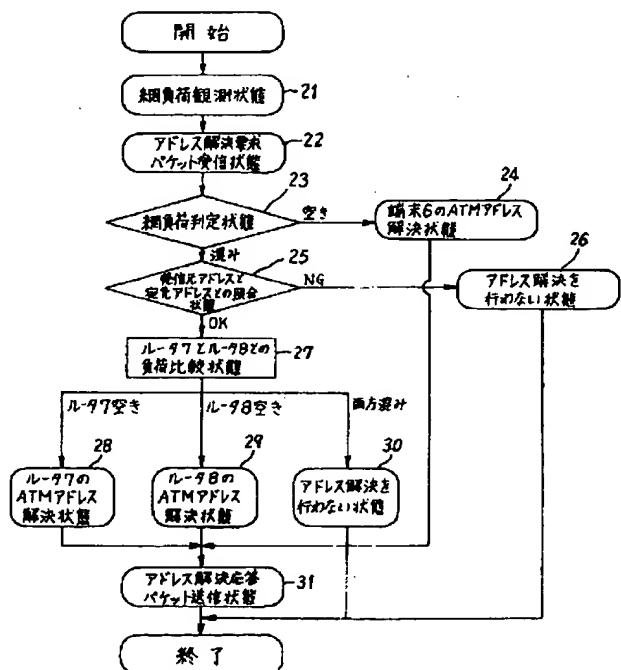 開始
網負荷観測状態
21
アドレス解決要求
パケット受信状態
22
23
網負荷判定状態
空き
24
端末6のATMアドレス
解決状態
混み
25
発信元アドレスと
宛先アドレスとの照合
状態
NG
26
アドレス解決を
行わない状態
OK
ルータ7とルータ8との
負荷比較状態
27
ルータ7空き
ルータ8空き
両方混み
28
29
30
ルータ7の
ATMアドレス
解決状態
ルータ8の
ATMアドレス
解決状態
アドレス解決を
行わない状態
アドレス解決応答
パケット送信状態
31
終了